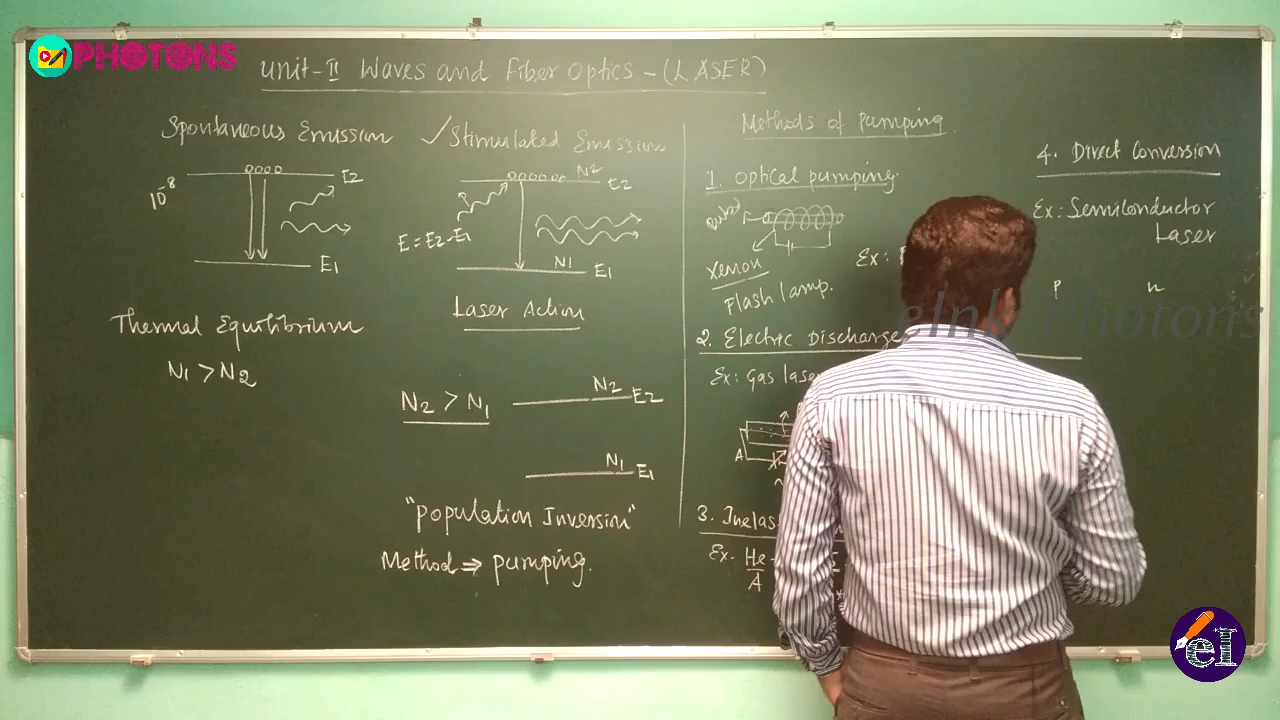 PHOTONS
Unit-II Waves and Fiber Optics - (LASER)
Spontaneous Emission
10-8
E2
E1
Thermal Equilibrium
N1 > N2
✓ Stimulated Emission
N2
E2
E = E2-E1
N1
E1
Laser Action
N2 > N1
N2
E2
N1
E1
"Population Inversion"
Method ⇒ pumping.
Methods of Pumping
1. Optical pumping.
Xenon
Flash lamp.
Ex:
2. Electric Discharge
Ex: Gas laser
A
3. Inelas
Ex- He
A
4. Direct Conversion
Ex: Semiconductor
Laser
P n
eInk Photons
eI